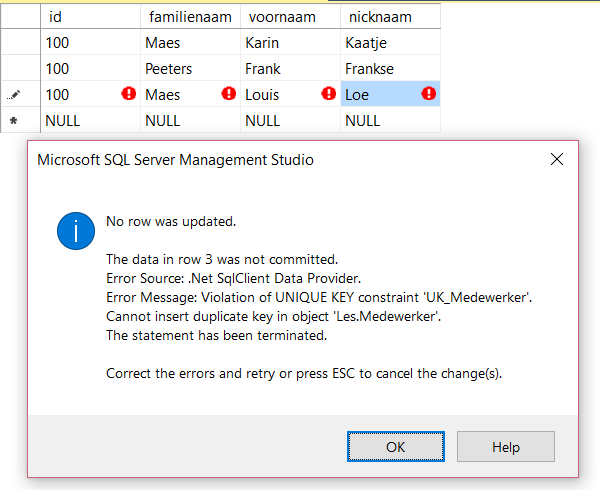 id familienaam voornaam nicknaam
100 Maes Karin Kaatje
100 Peeters Frank Frankse
100 Maes Louis Loe
NULL NULL NULL NULL
Microsoft SQL Server Management Studio
No row was updated.
The data in row 3 was not committed.
Error Source: .Net SqlClient Data Provider.
Error Message: Violation of UNIQUE KEY constraint 'UK_Medewerker'.
Cannot insert duplicate key in object 'Les.Medewerker'.
The statement has been terminated.
Correct the errors and retry or press ESC to cancel the change(s).
OK Help